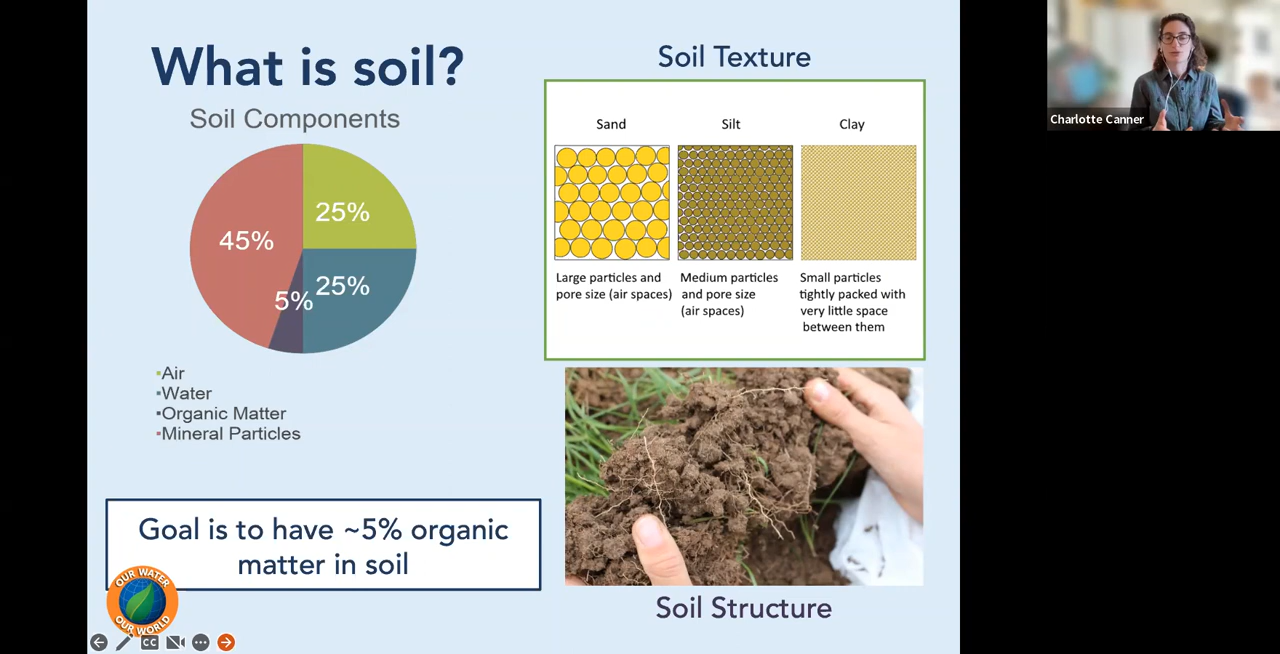 What is soil?
Soil Components
25%
45%
25%
5%
Air
Water
Organic Matter
Mineral Particles
Goal is to have ~5% organic
matter in soil
OUR WATER
OUR WORLD
CC
Soil Texture
Sand
Silt
Clay
Large particles and
pore size (air spaces)
Medium particles
and pore size
(air spaces)
Small particles
tightly packed with
very little space
between them
Soil Structure
Charlotte Canner